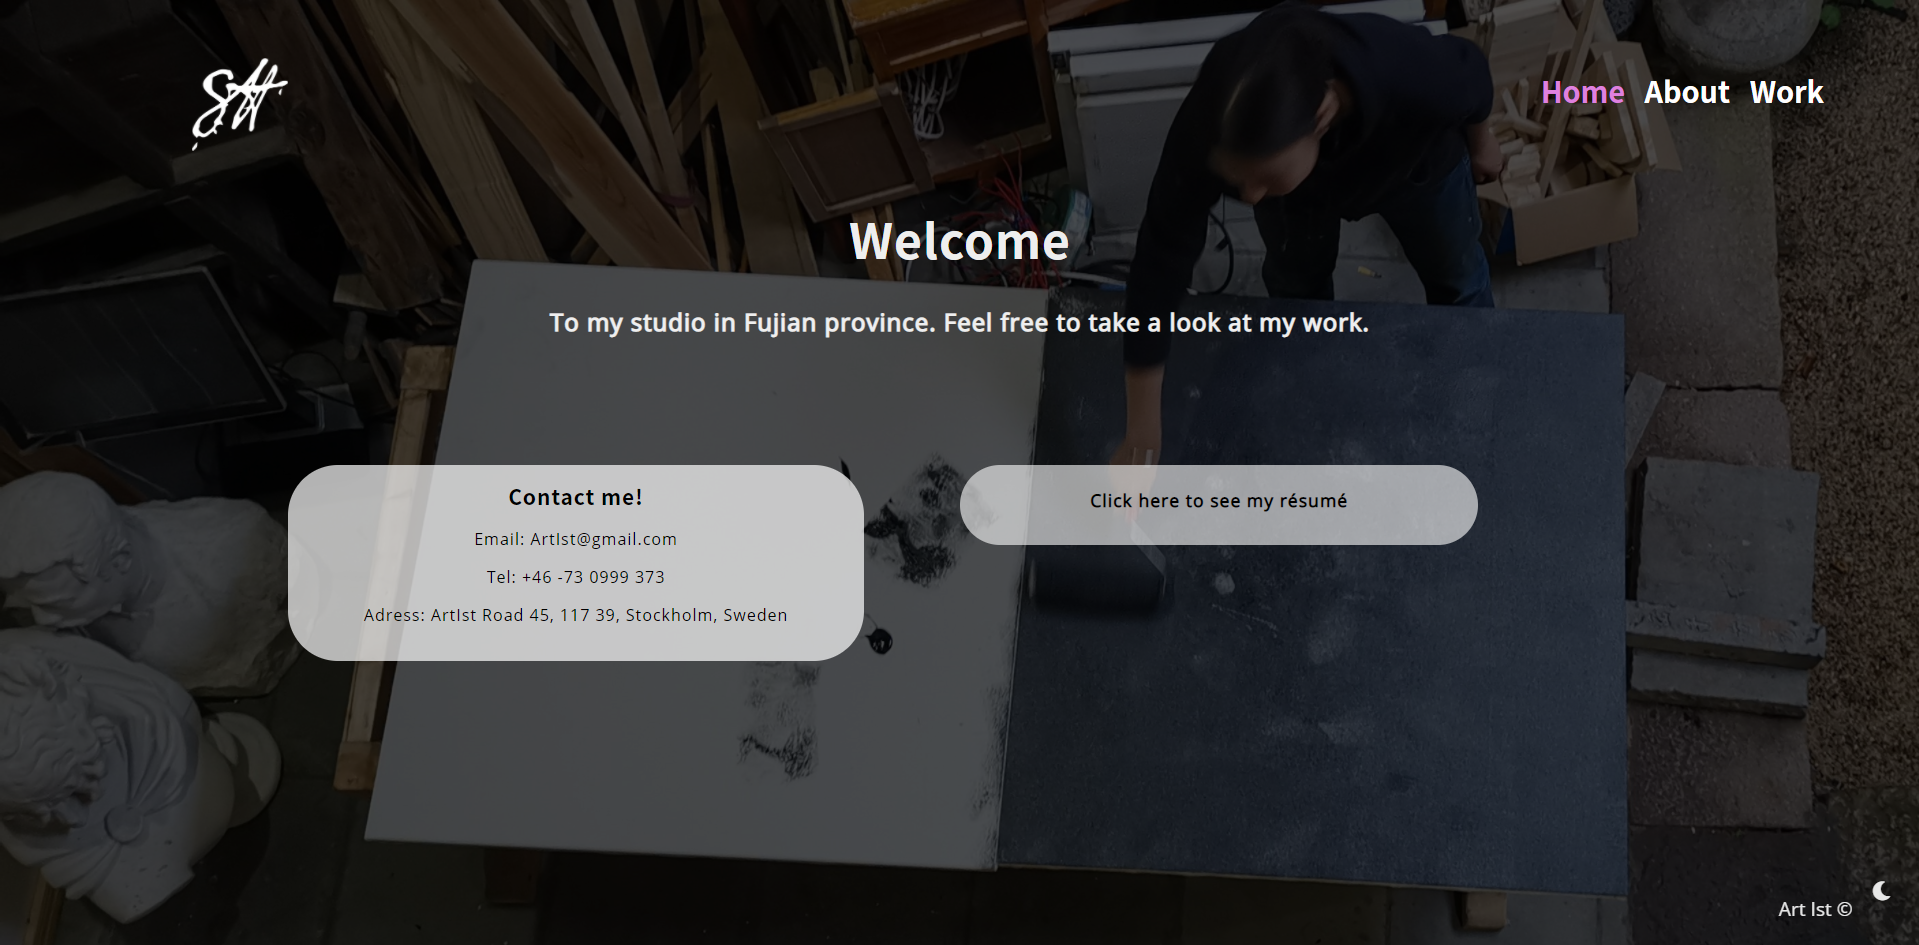 Home About Work
Welcome
To my studio in Fujian province. Feel free to take a look at my work.
Contact me!
Email: ArtIst@gmail.com
Tel: +46 -73 0999 373
Adress: ArtIst Road 45, 117 39, Stockholm, Sweden
Click here to see my résumé
Art Ist ©